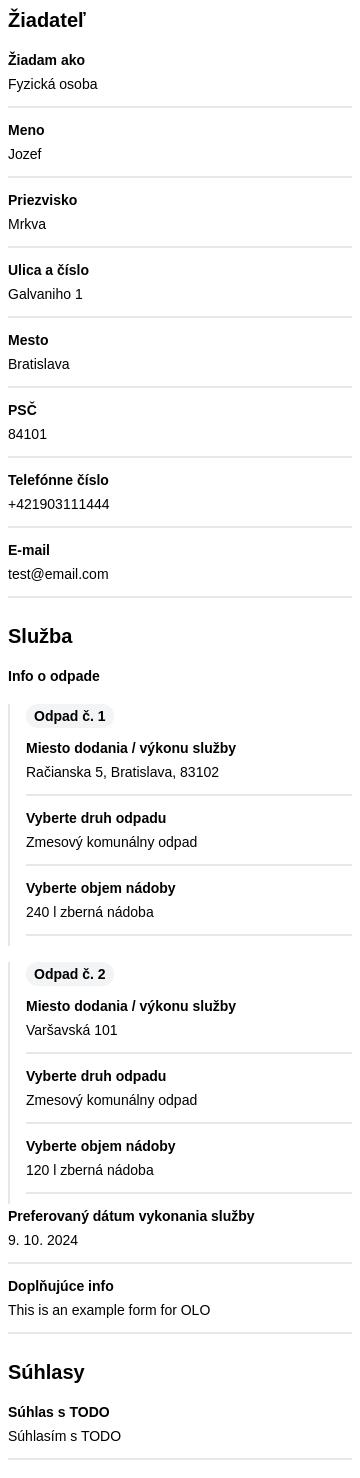 Žiadateľ
Žiadam ako
Fyzická osoba
Meno
Jozef
Priezvisko
Mrkva
Ulica a číslo
Galvaniho 1
Mesto
Bratislava
PSČ
84101
Telefónne číslo
+421903111444
E-mail
test@email.com
Služba
Info o odpade
Odpad č. 1
Miesto dodania / výkonu služby
Račianska 5, Bratislava, 83102
Vyberte druh odpadu
Zmesový komunálny odpad
Vyberte objem nádoby
240 l zberná nádoba
Odpad č. 2
Miesto dodania / výkonu služby
Varšavská 101
Vyberte druh odpadu
Zmesový komunálny odpad
Vyberte objem nádoby
120 l zberná nádoba
Preferovaný dátum vykonania služby
9. 10. 2024
Doplňujúce info
This is an example form for OLO
Súhlasy
Súhlas s TODO
Súhlasím s TODO